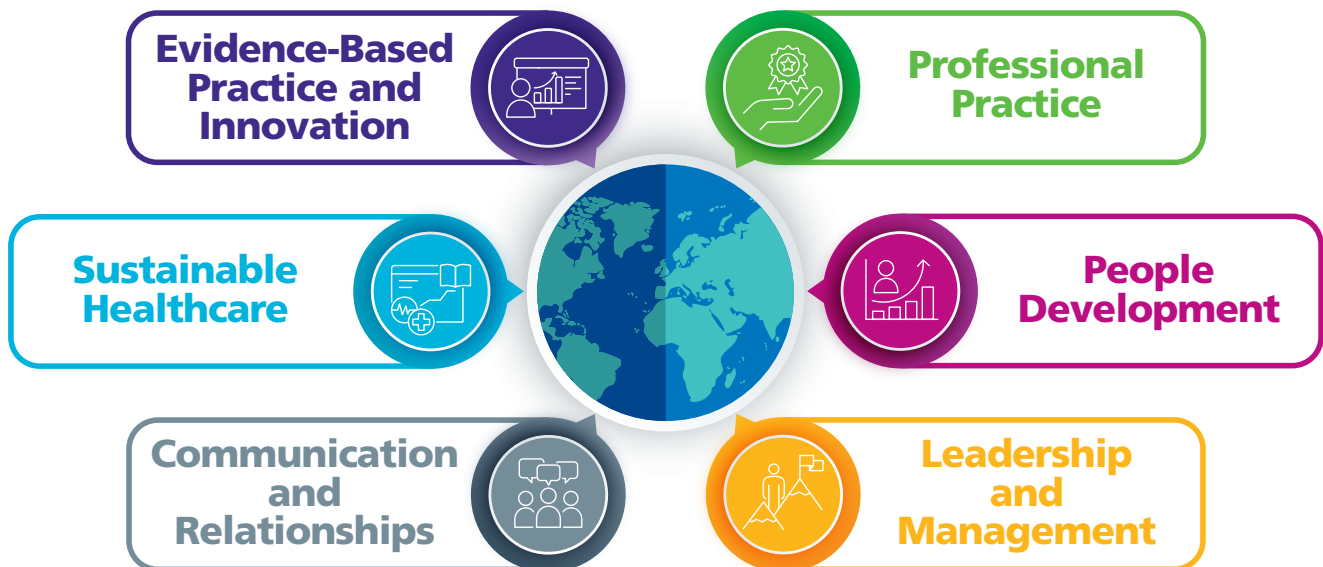 Evidence-Based
Practice and
Innovation
Professional
Practice
Sustainable
Healthcare
People
Development
Communication
and
Relationships
Leadership
and
Management